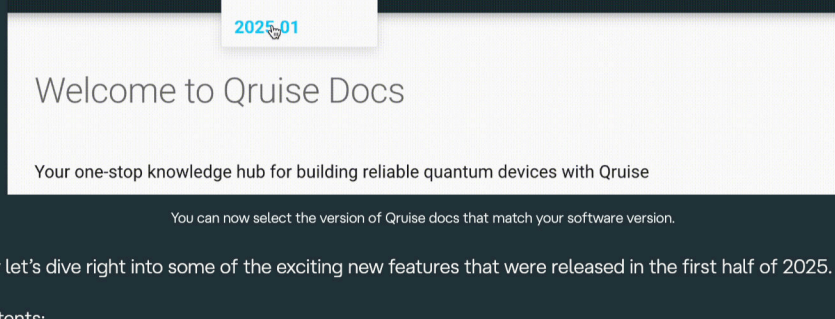 2025.01
Welcome to Qruise Docs
Your one-stop knowledge hub for building reliable quantum devices with Qruise
You can now select the version of Qruise docs that match your software version.
let's dive right into some of the exciting new features that were released in the first half of 2025.